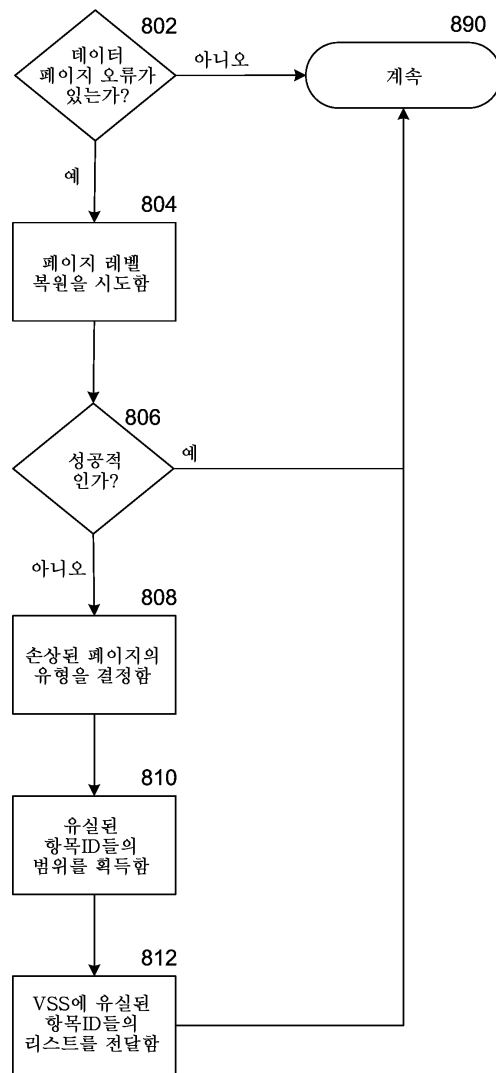 802
데이터
페이지 오류가
있는가?
아니오
890
계속
예
804
페이지 레벨
복원을 시도함
806
성공적
인가?
예
아니오
808
손상된 페이지의
유형을 결정함
810
유실된
항목ID들의
범위를 획득함
812
VSS에 유실된
항목ID들의
리스트를 전달함